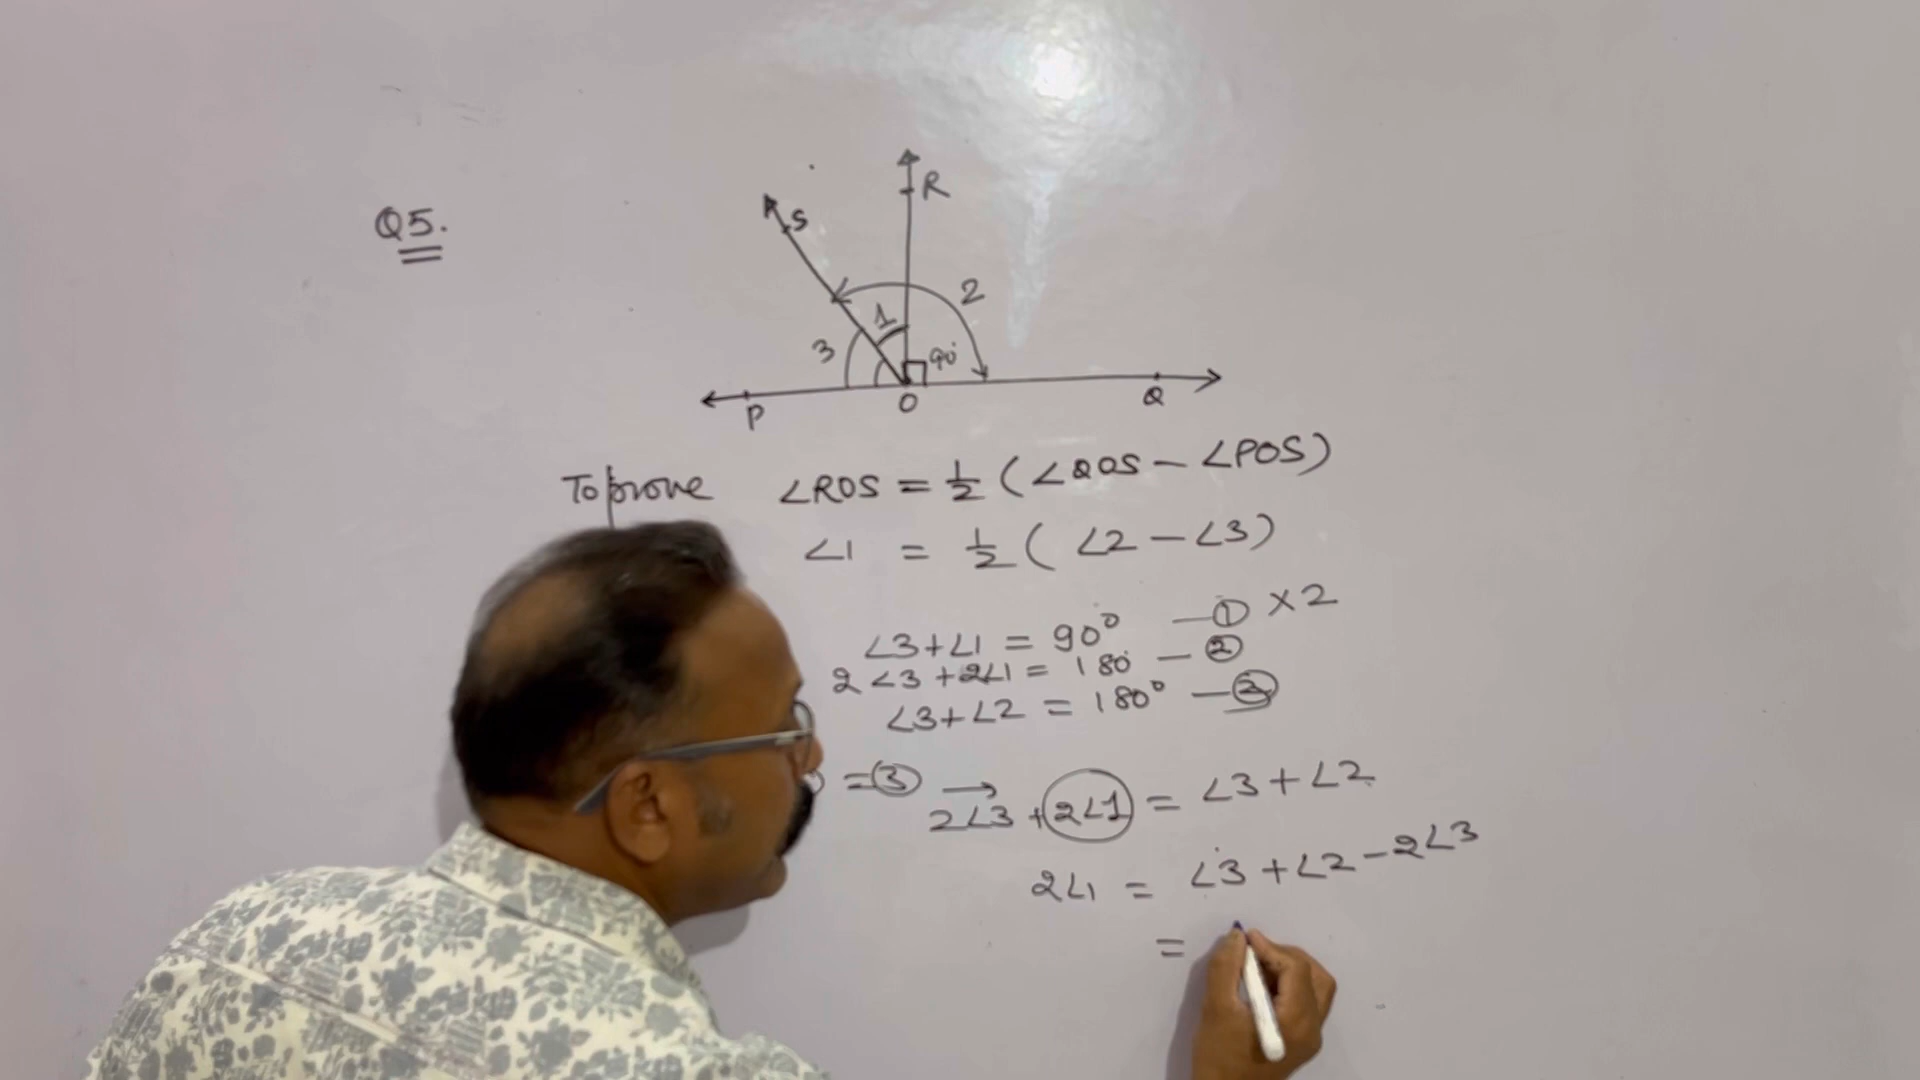 Q5.
R
S
2
1
3
90°
P
O
Q
To prove ∠ROS = 1/2 (∠QOS - ∠POS)
∠1 = 1/2 (∠2 - ∠3)
∠3+∠1 = 90° — ① ×2
2∠3+2∠1 = 180 — ②
∠3+∠2 = 180° — ③
= ③ → 2∠3 + 2∠1 = ∠3 + ∠2
2∠1 = ∠3 + ∠2 - 2∠3
=